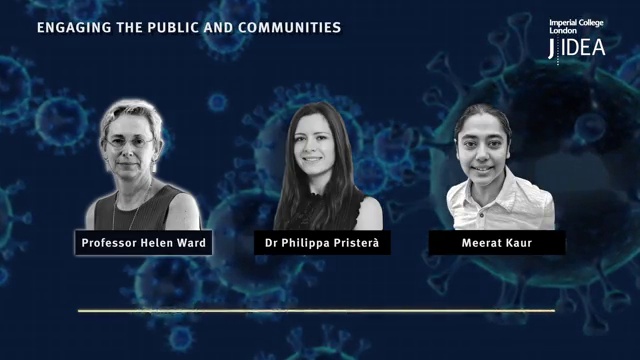 ENGAGING THE PUBLIC AND COMMUNITIES
Imperial College
London
J|IDEA
Professor Helen Ward
Dr Philippa Pristerà
Meerat Kaur